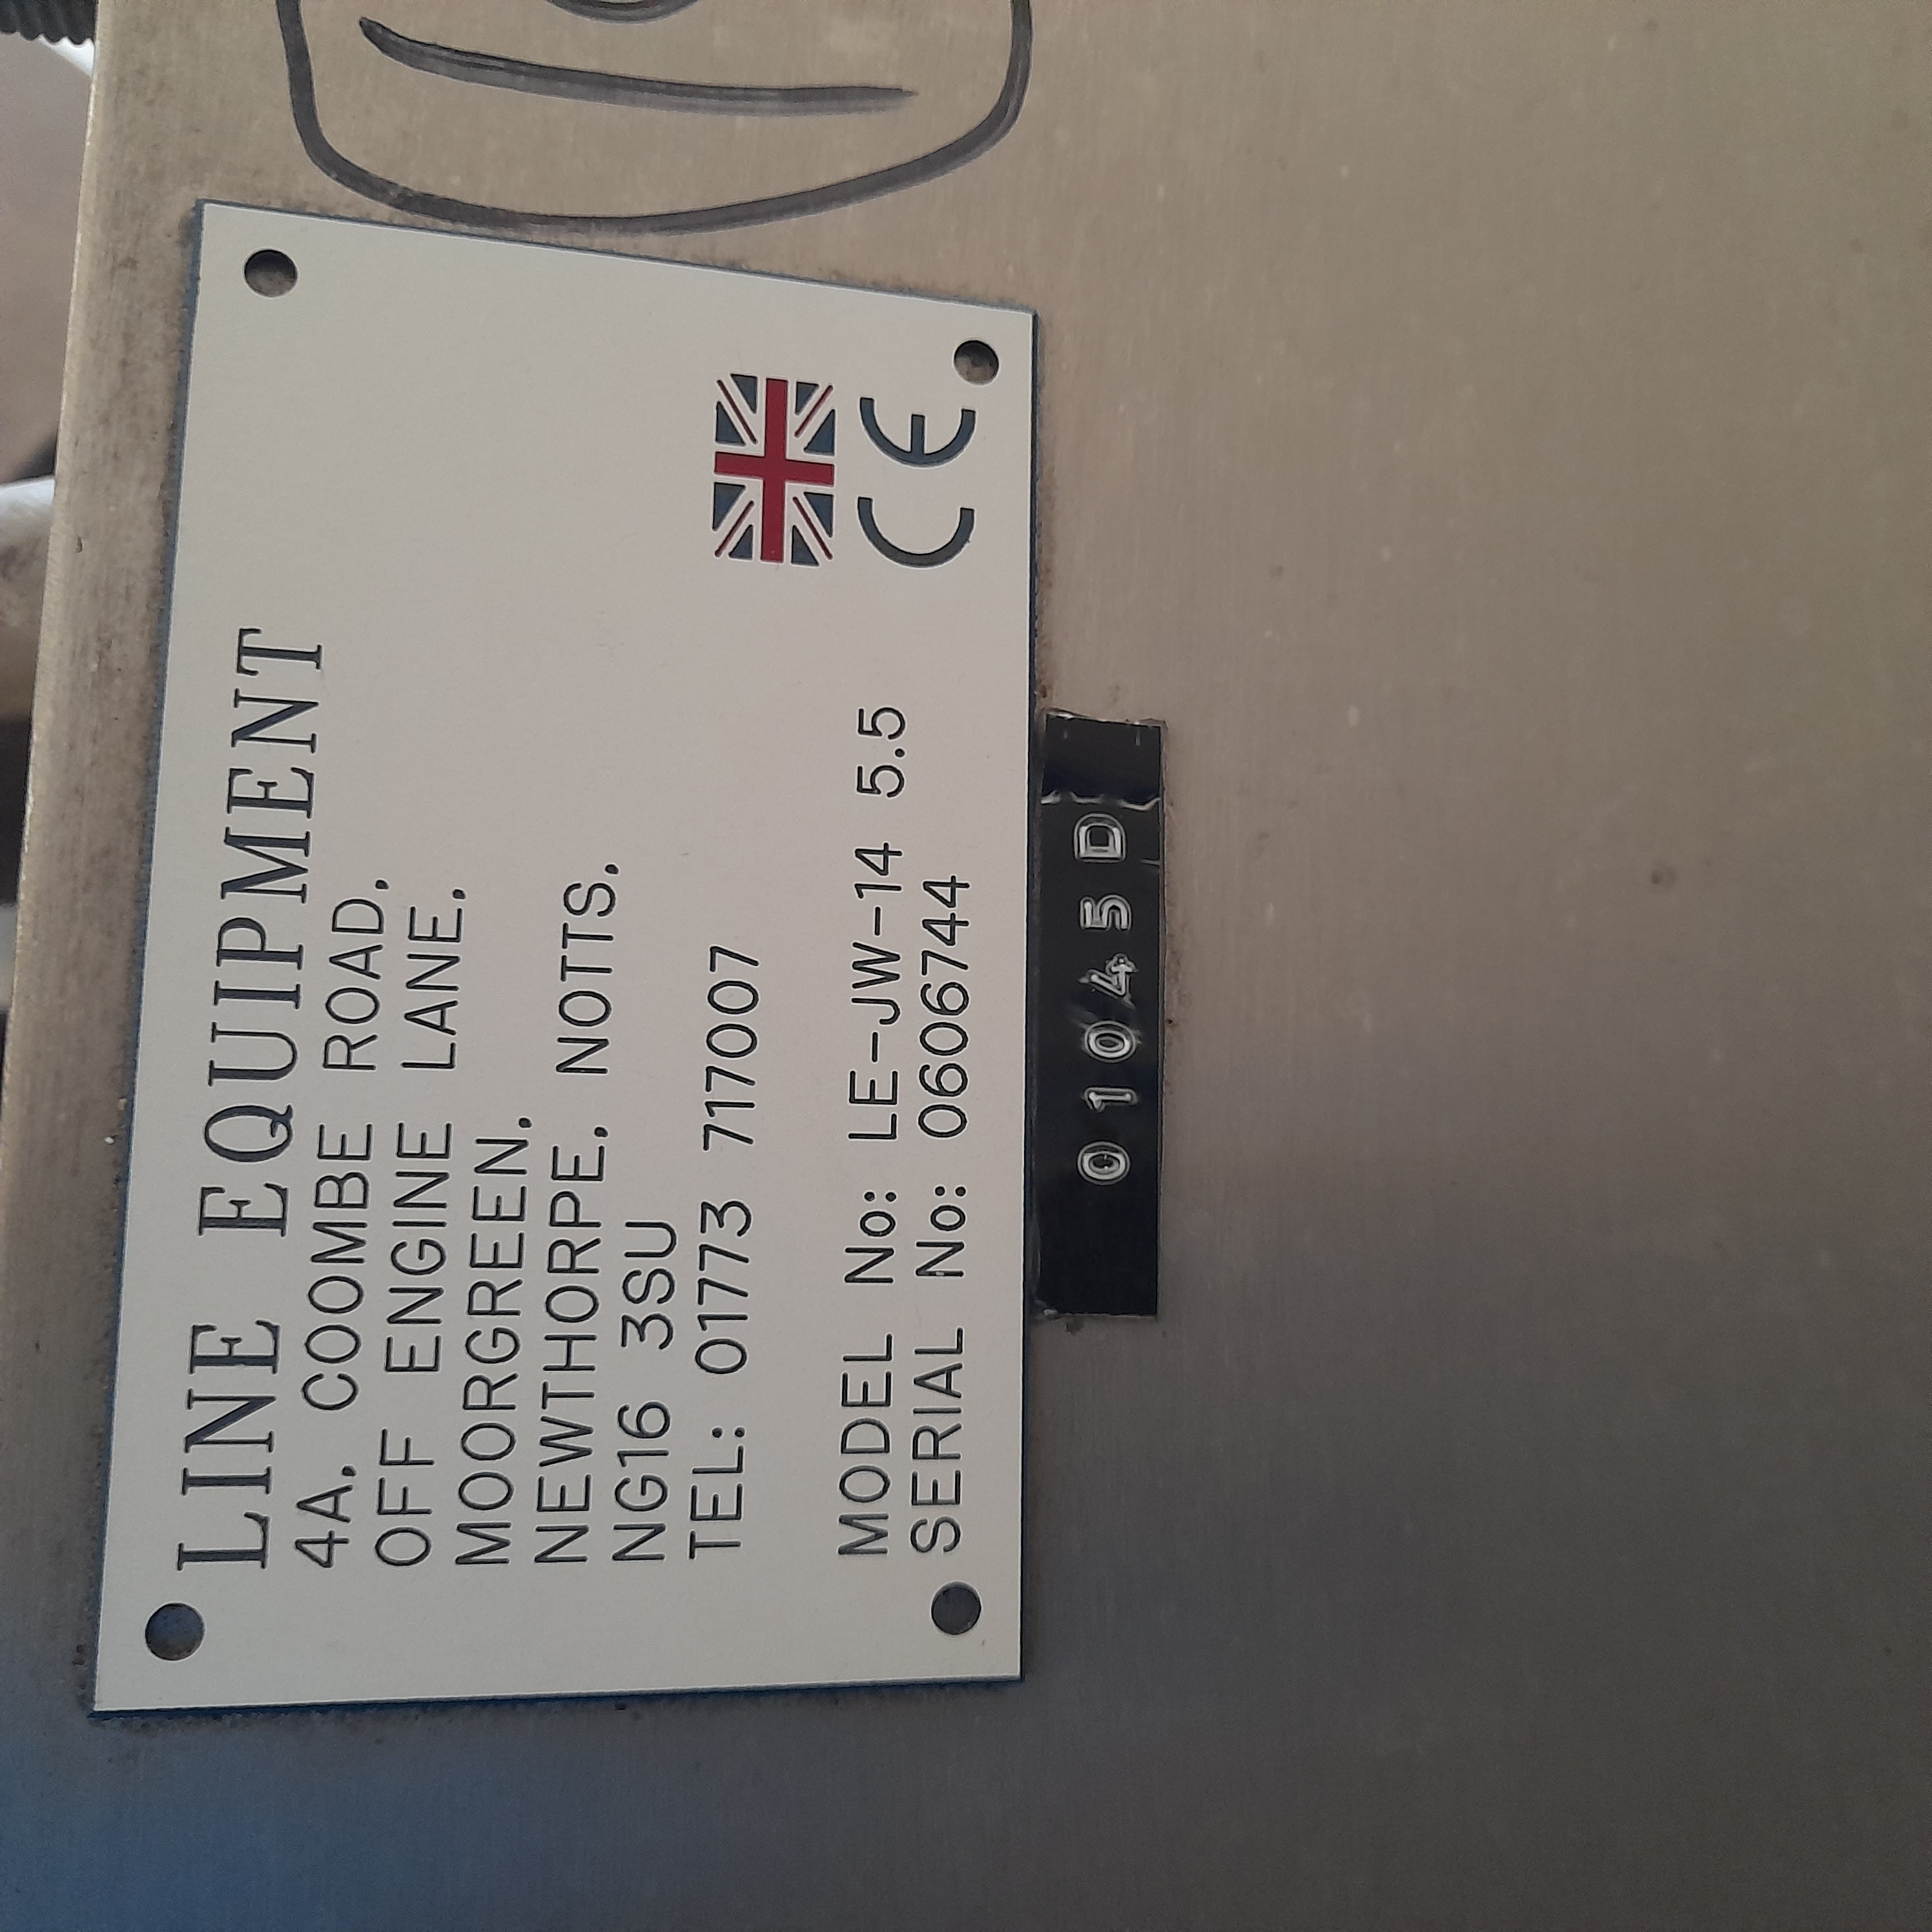 LINE EQUIPMENT
4A. COOMBE ROAD.
OFF ENGINE LANE.
MOORGREEN.
NEWTHORPE. NOTTS.
NG16 3SU
TEL: 01773 717007
MODEL No: LE-JW-14 5.5
SERIAL No: 0606744
CE
01045D